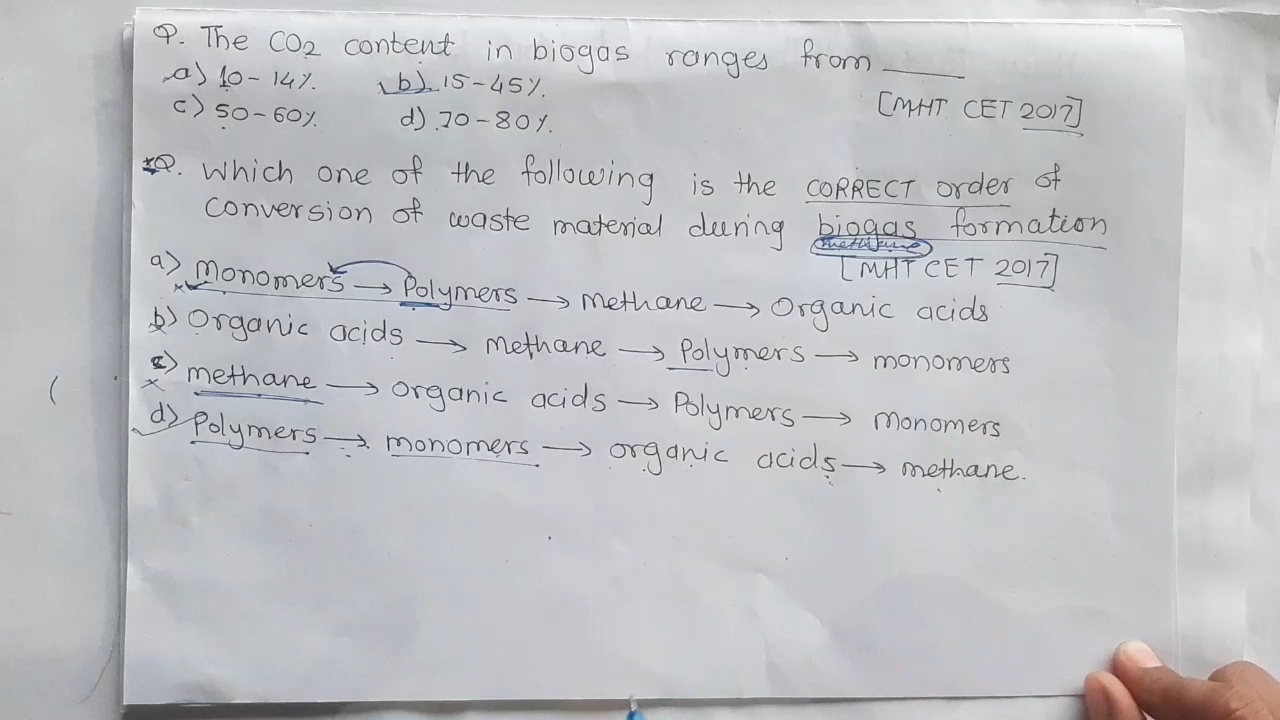 Q. The CO2 content in biogas ranges from ____
a) 10-14%. b) 15-45%.
c) 50-60%. d) 70-80%.
[MHT CET 2017]
*Q. Which one of the following is the CORRECT order of
conversion of waste material during biogas formation
methane
[MHT CET 2017]
a) Monomers → Polymers → Methane → Organic acids
b) Organic acids → Methane → Polymers → monomers
c) methane → organic acids → Polymers → Monomers
d) Polymers → monomers → organic acids → methane.